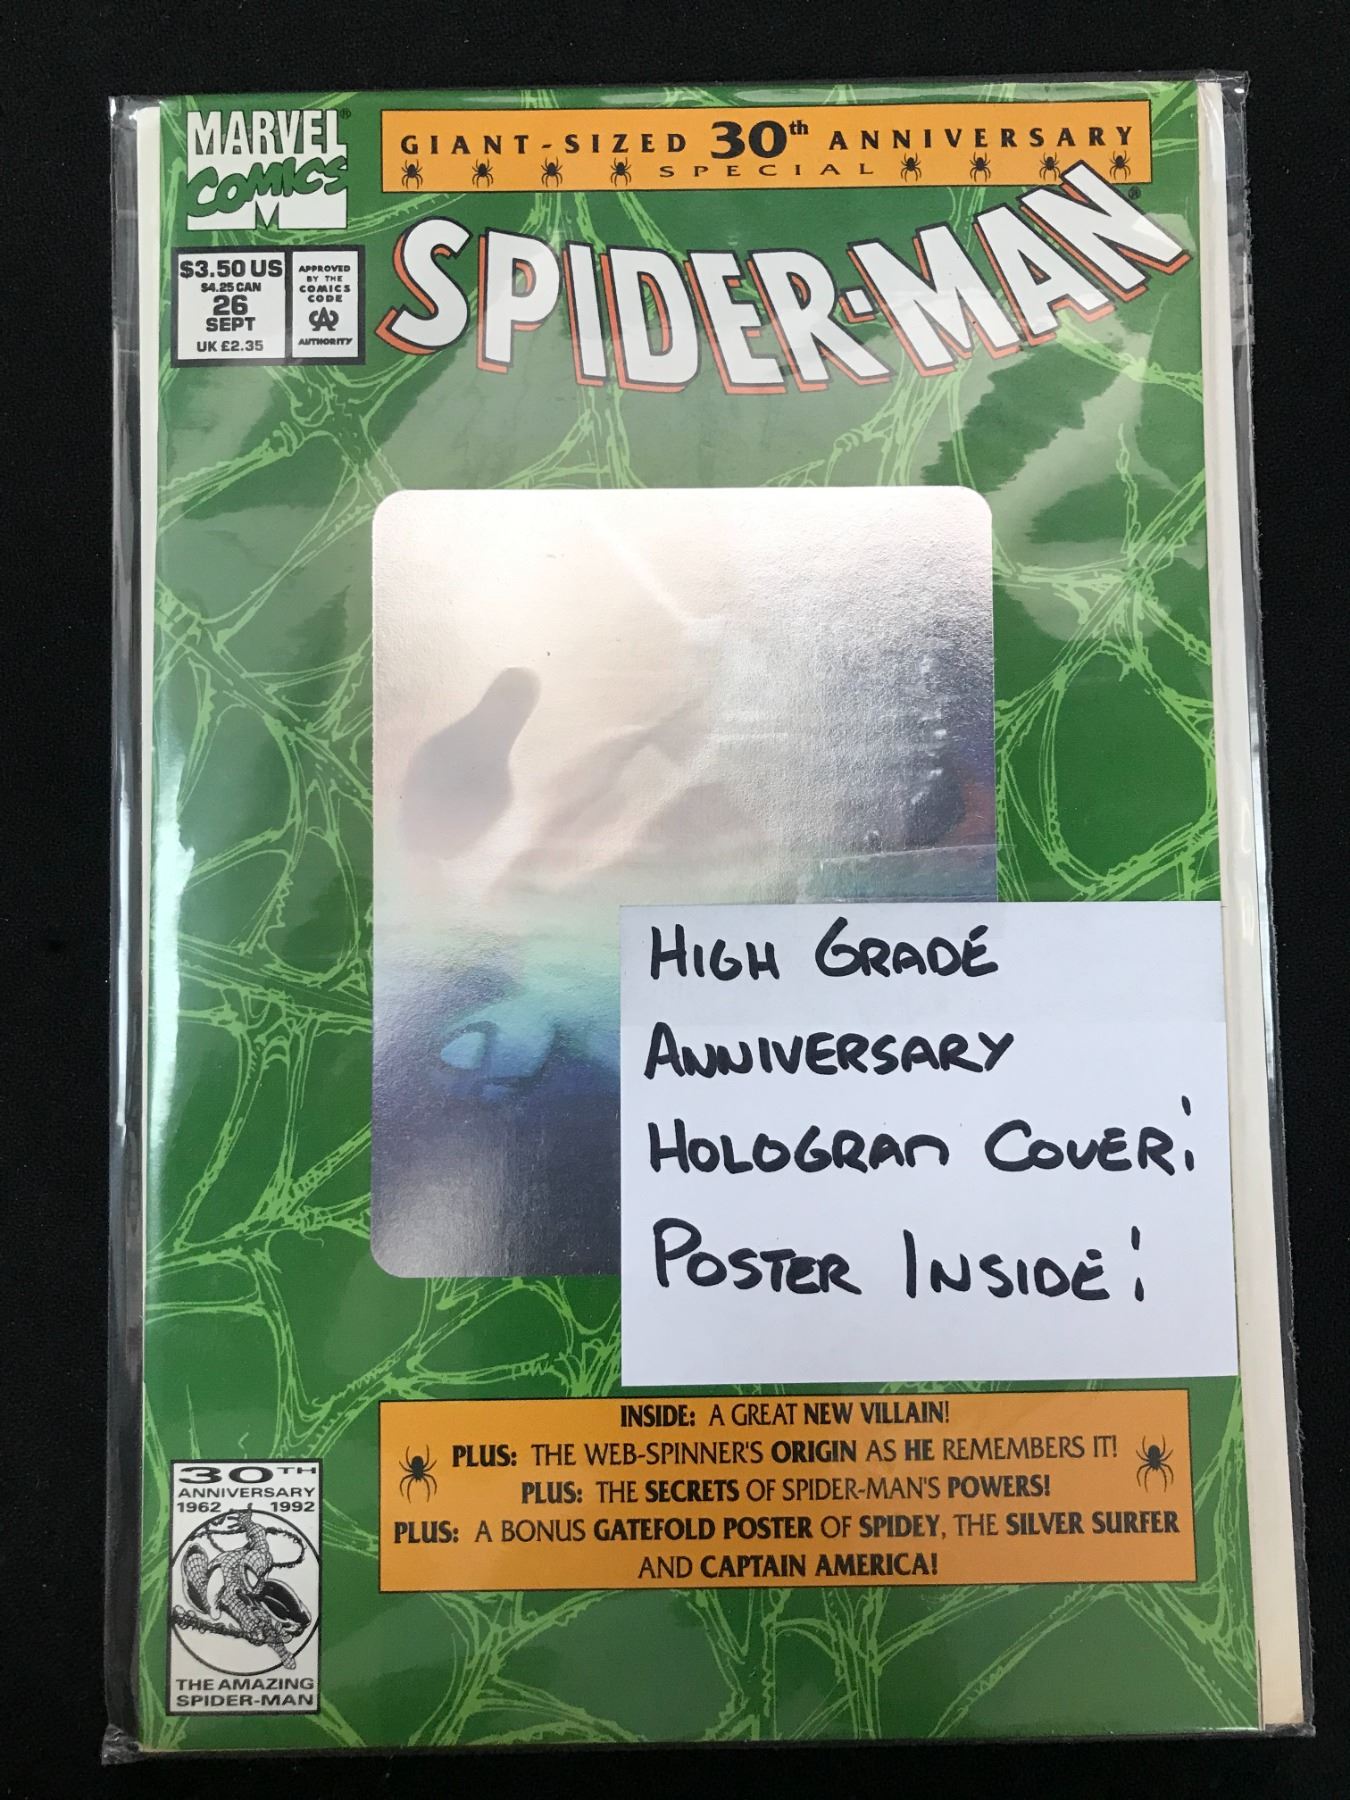 MARVEL
COMICS
M
GIANT-SIZED 30th ANNIVERSARY
SPECIAL
SPIDER-MAN
$3.50 US
$4.25 CAN
26
SEPT
UK £2.35
APPROVED
BY THE
COMICS
CODE
CA
AUTHORITY
HIGH GRADE
ANNIVERSARY
HOLOGRAM COVER!
POSTER INSIDE!
INSIDE: A GREAT NEW VILLAIN!
PLUS: THE WEB-SPINNER'S ORIGIN AS HE REMEMBERS IT!
PLUS: THE SECRETS OF SPIDER-MAN'S POWERS!
PLUS: A BONUS GATEFOLD POSTER OF SPIDEY, THE SILVER SURFER
AND CAPTAIN AMERICA!
30TH
ANNIVERSARY
1962 1992
THE AMAZING
SPIDER-MAN